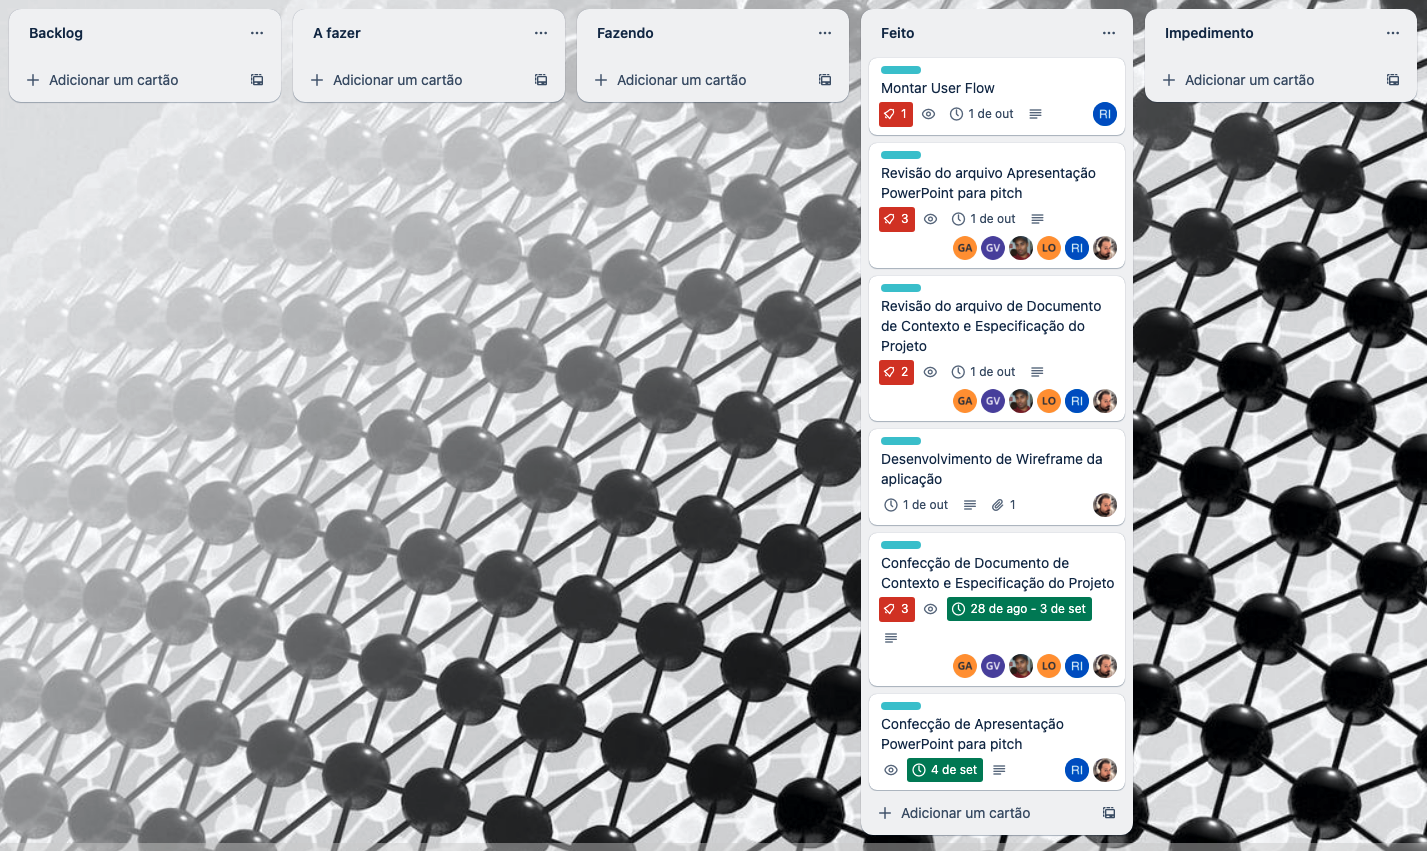 Backlog
Adicionar um cartão
A fazer
Adicionar um cartão
Fazendo
Adicionar um cartão
Feito
Montar User Flow
1
1 de out
RI
Revisão do arquivo Apresentação
PowerPoint para pitch
3
1 de out
GA GV LO RI
Revisão do arquivo de Documento
de Contexto e Especificação do
Projeto
2
1 de out
GA GV LO RI
Desenvolvimento de Wireframe da
aplicação
1 de out
1
Confecção de Documento de
Contexto e Especificação do Projeto
3
28 de ago - 3 de set
GA GV LO RI
Confecção de Apresentação
PowerPoint para pitch
4 de set
RI
Adicionar um cartão
Impedimento
Adicionar um cartão